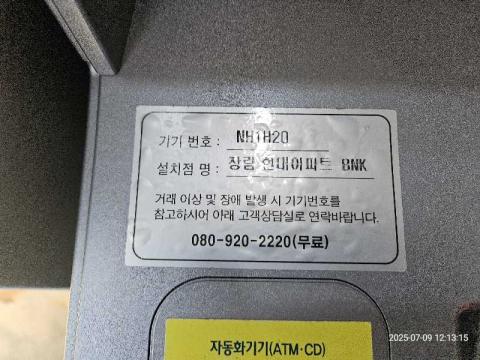 기기 번호 : NH1H20
설치점 명 : 장림 현대아파트 BNK
거래 이상 및 장애 발생 시 기기번호를
참고하시어 아래 고객상담실로 연락바랍니다.
080-920-2220(무료)
자동화기기(ATM·CD)
2025-07-09 12:13:15